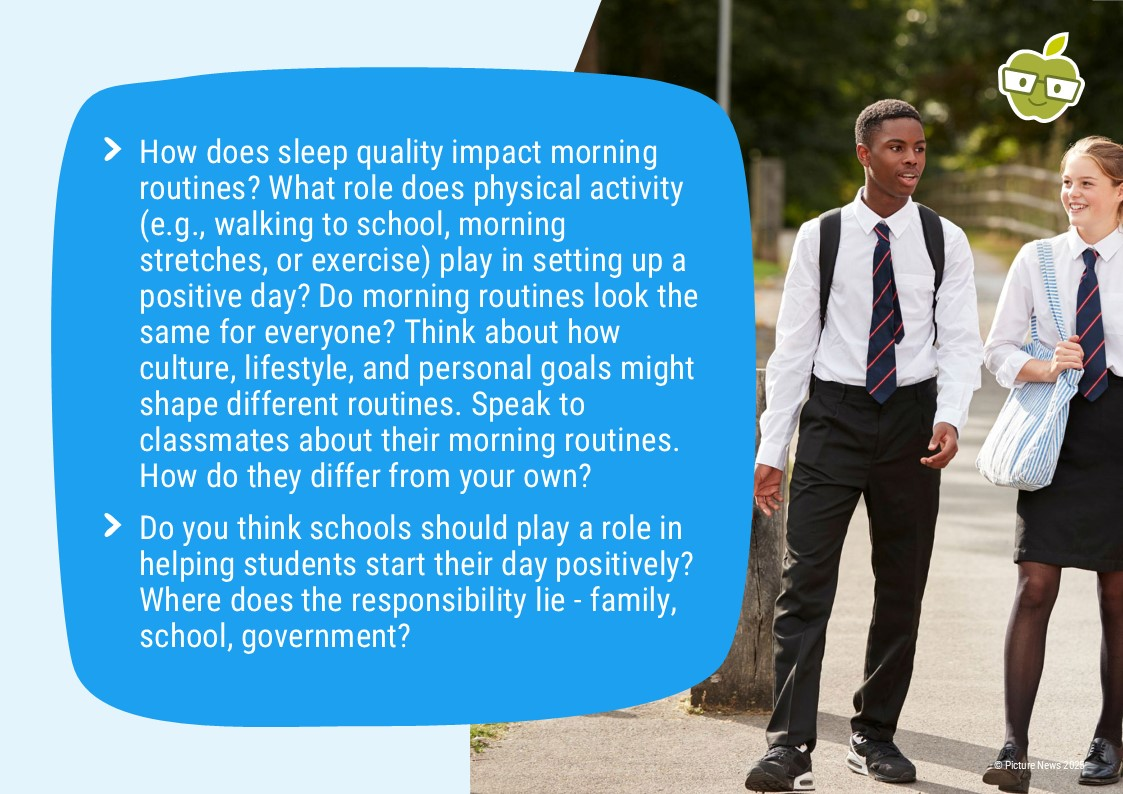 How does sleep quality impact morning
routines? What role does physical activity
(e.g., walking to school, morning
stretches, or exercise) play in setting up a
positive day? Do morning routines look the
same for everyone? Think about how
culture, lifestyle, and personal goals might
shape different routines. Speak to
classmates about their morning routines.
How do they differ from your own?
Do you think schools should play a role in
helping students start their day positively?
Where does the responsibility lie - family,
school, government?
© Picture News 2025